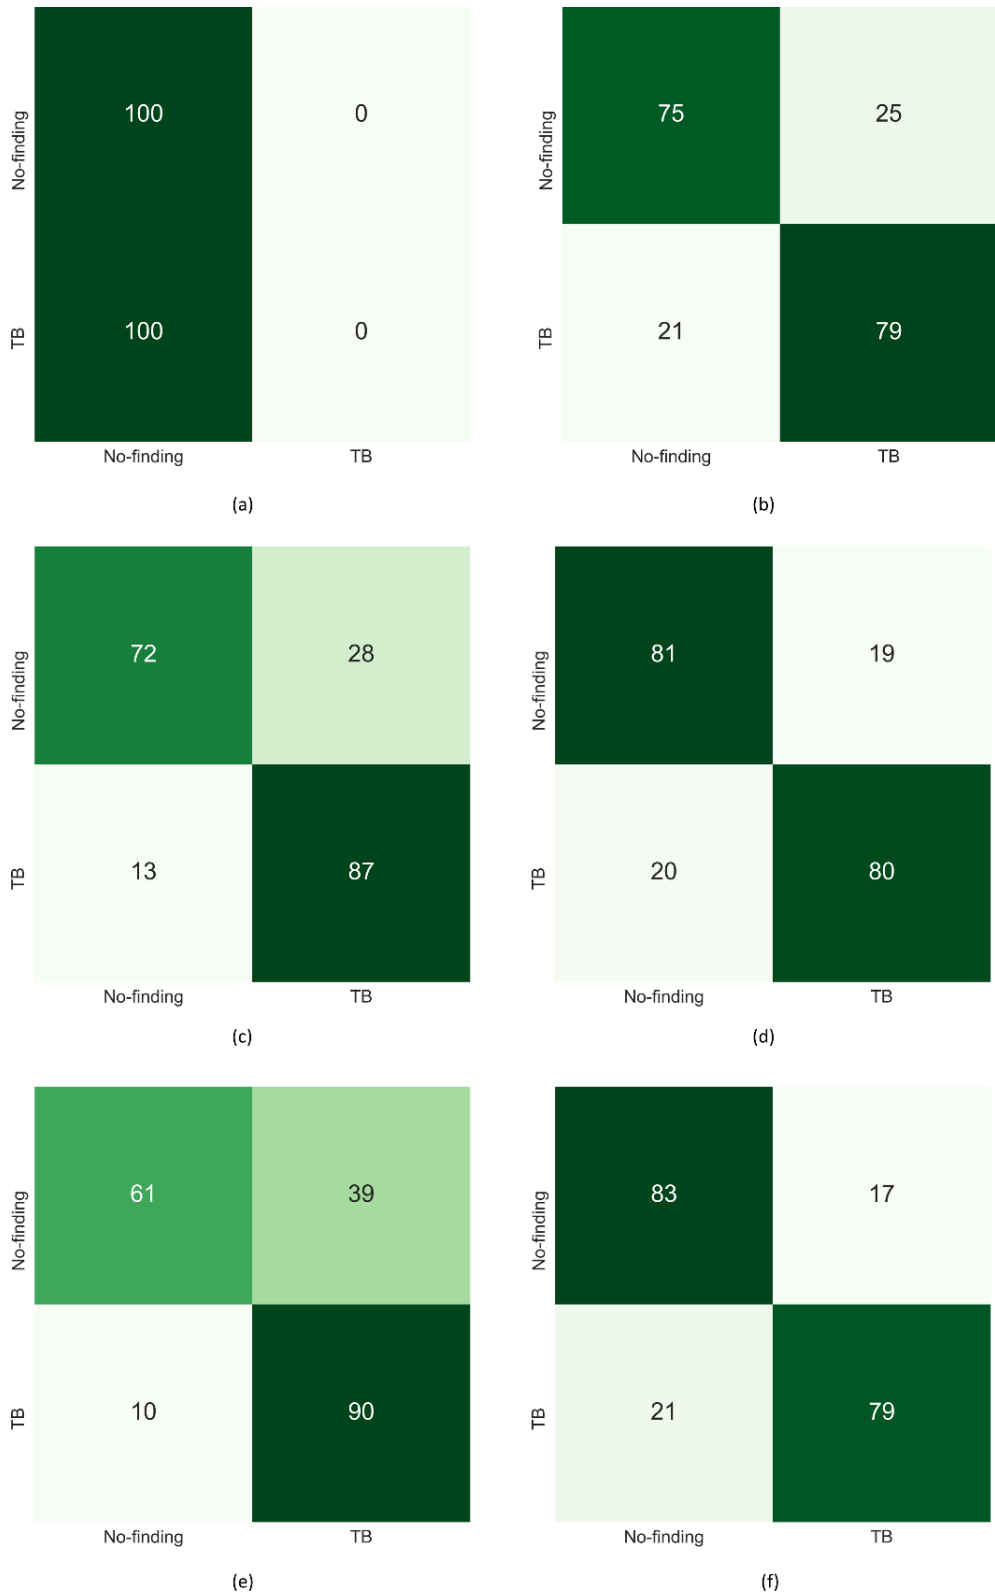 No-finding
100
0
TB
100
0
No-finding
TB
(a)
No-finding
75
25
TB
21
79
No-finding
TB
(b)
No-finding
72
28
TB
13
87
No-finding
TB
(c)
No-finding
81
19
TB
20
80
No-finding
TB
(d)
No-finding
61
39
TB
10
90
No-finding
TB
(e)
No-finding
83
17
TB
21
79
No-finding
TB
(f)